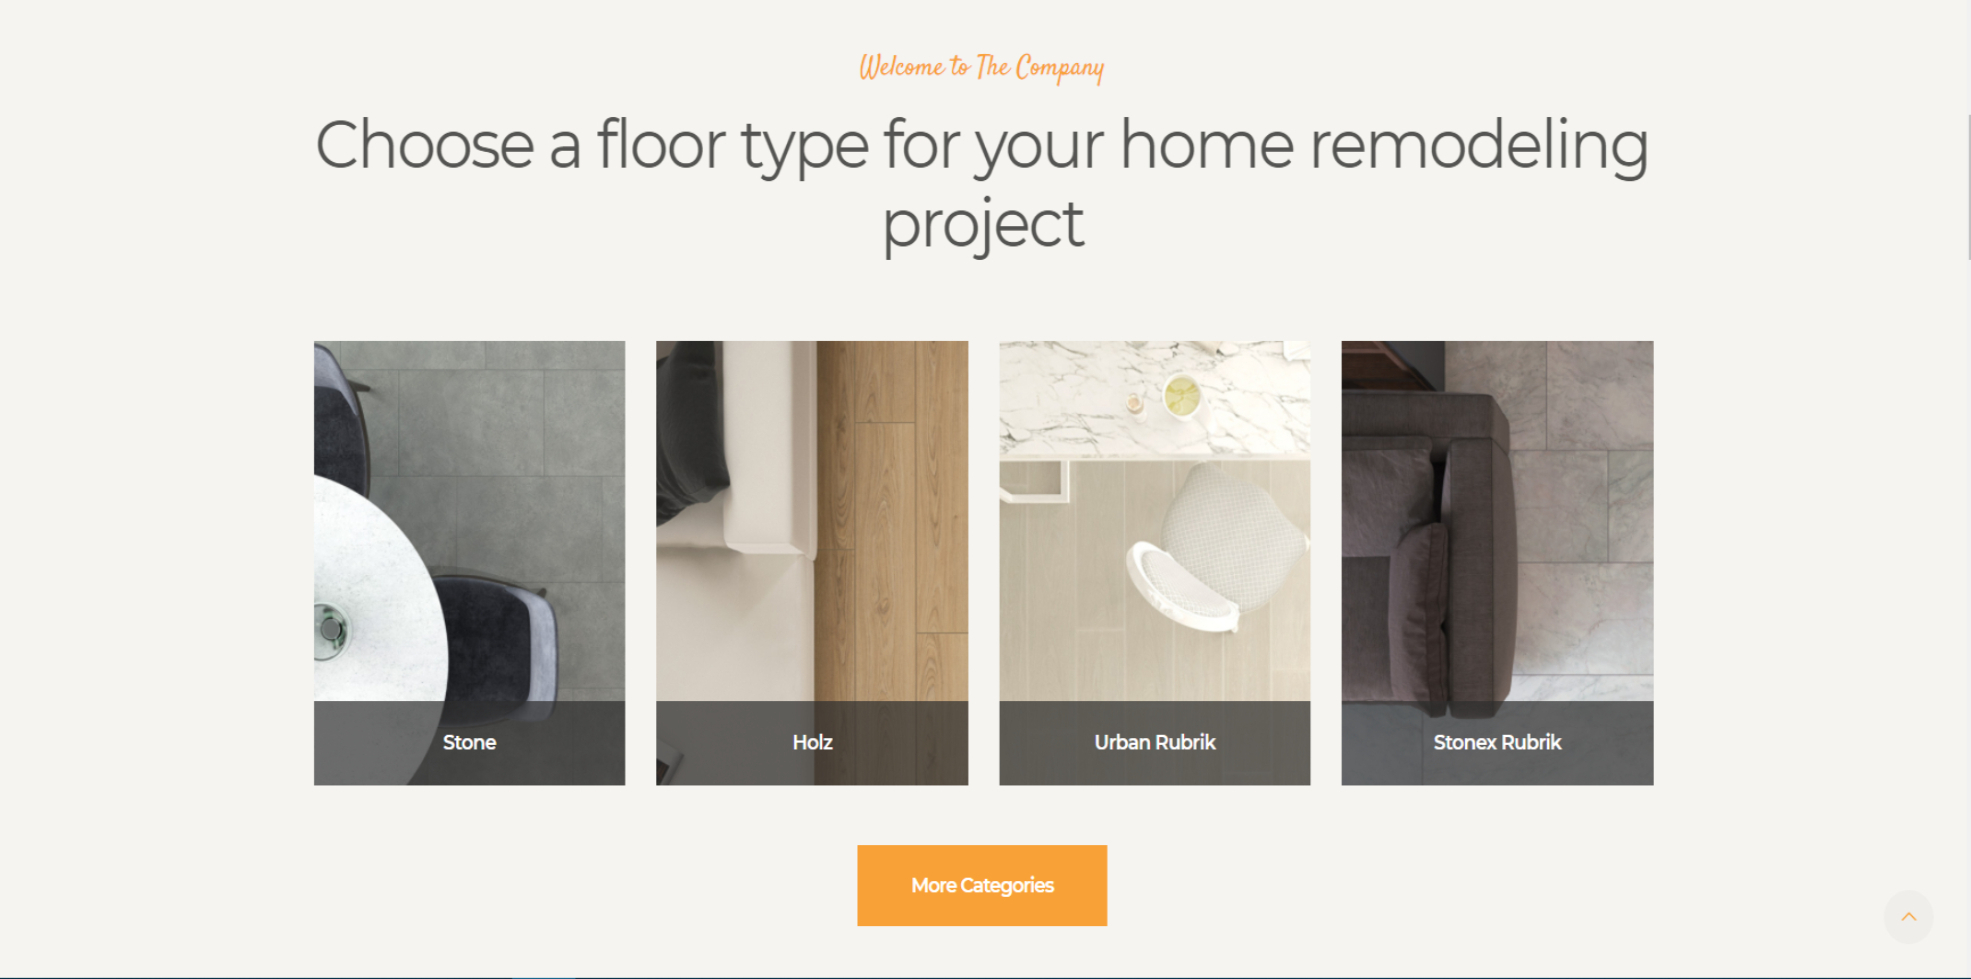 Welcome to The Company
Choose a floor type for your home remodeling
project
Stone
Holz
Urban Rubrik
Stonex Rubrik
More Categories